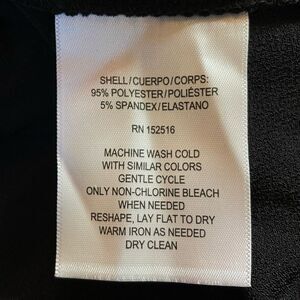 SHELL/CUERPO/CORPS:
95% POLYESTER/POLIÉSTER
5% SPANDEX/ELASTANO
RN 152516
MACHINE WASH COLD
WITH SIMILAR COLORS
GENTLE CYCLE
ONLY NON-CHLORINE BLEACH
WHEN NEEDED
RESHAPE, LAY FLAT TO DRY
WARM IRON AS NEEDED
DRY CLEAN